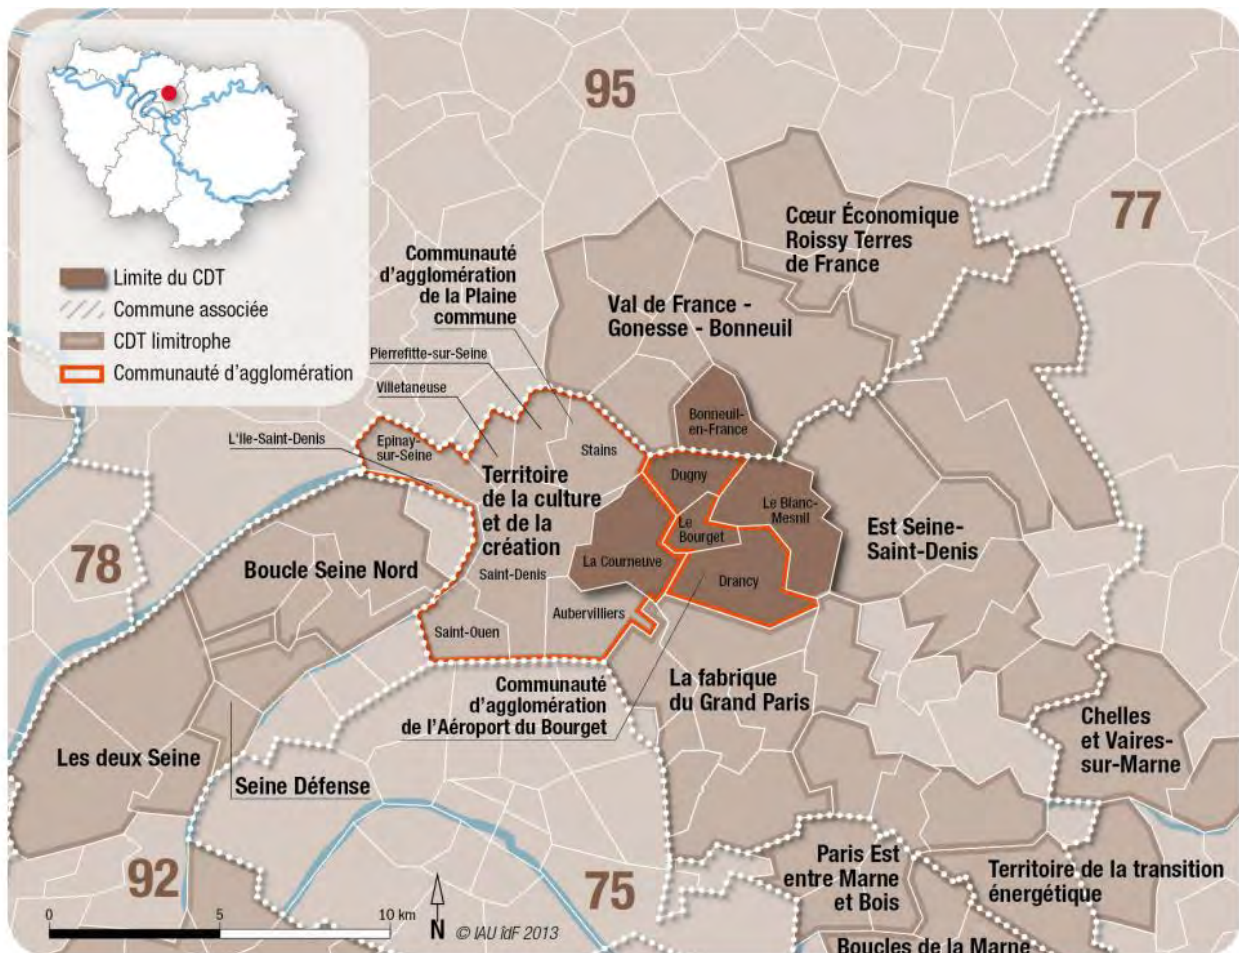 Limite du CDT
Commune associée
CDT limitrophe
Communauté d'agglomération
95
77
Cœur Économique
Roissy Terres
de France
Communauté
d'agglomération
de la Plaine
commune
Val de France -
Gonesse - Bonneuil
Pierrefitte-sur-Seine
Villetaneuse
L'Ile-Saint-Denis
Epinay-
sur-Seine
Stains
Bonneuil-
en-France
Dugny
Le Blanc-
Mesnil
Le
Bourget
La Courneuve
Drancy
Territoire
de la culture
et de la
création
Saint-Denis
Aubervilliers
Saint-Ouen
Est Seine-
Saint-Denis
78
Boucle Seine Nord
Communauté
d'agglomération
de l'Aéroport du Bourget
La fabrique
du Grand Paris
Chelles
et Vaires-
sur-Marne
Les deux Seine
Seine Défense
92
75
Paris Est
entre Marne
et Bois
Territoire de la transition
énergétique
Boucles de la Marne
0 5 10 km
N © IAU îdF 2013